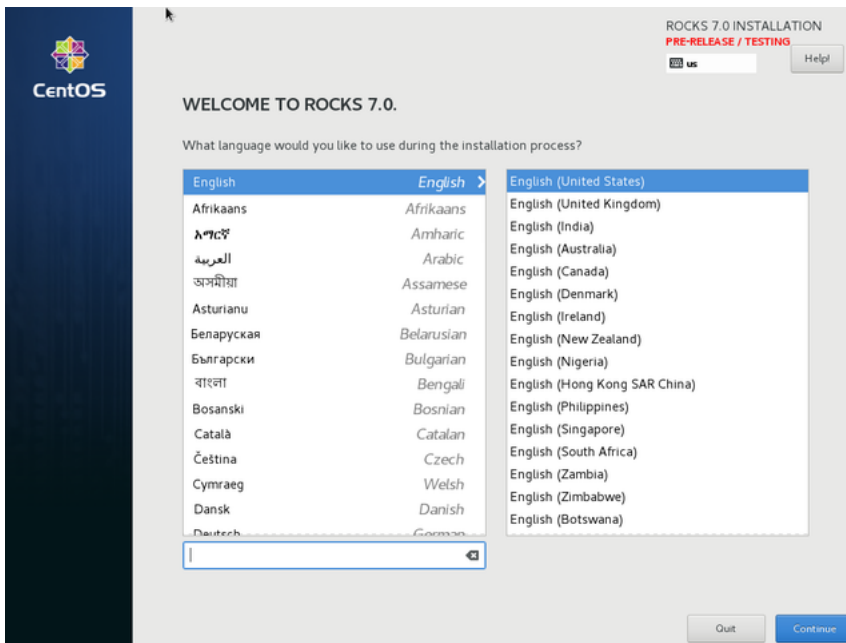 CentOS
ROCKS 7.0 INSTALLATION
PRE-RELEASE / TESTING
us
Help!
WELCOME TO ROCKS 7.0.
What language would you like to use during the installation process?
English English
Afrikaans Afrikaans
አማርኛ Amharic
العربية Arabic
অসমীয়া Assamese
Asturianu Asturian
Беларуская Belarusian
Български Bulgarian
বাংলা Bengali
Bosanski Bosnian
Català Catalan
Čeština Czech
Cymraeg Welsh
Dansk Danish
Deutsch German
English (United States)
English (United Kingdom)
English (India)
English (Australia)
English (Canada)
English (Denmark)
English (Ireland)
English (New Zealand)
English (Nigeria)
English (Hong Kong SAR China)
English (Philippines)
English (Singapore)
English (South Africa)
English (Zambia)
English (Zimbabwe)
English (Botswana)
Quit
Continue